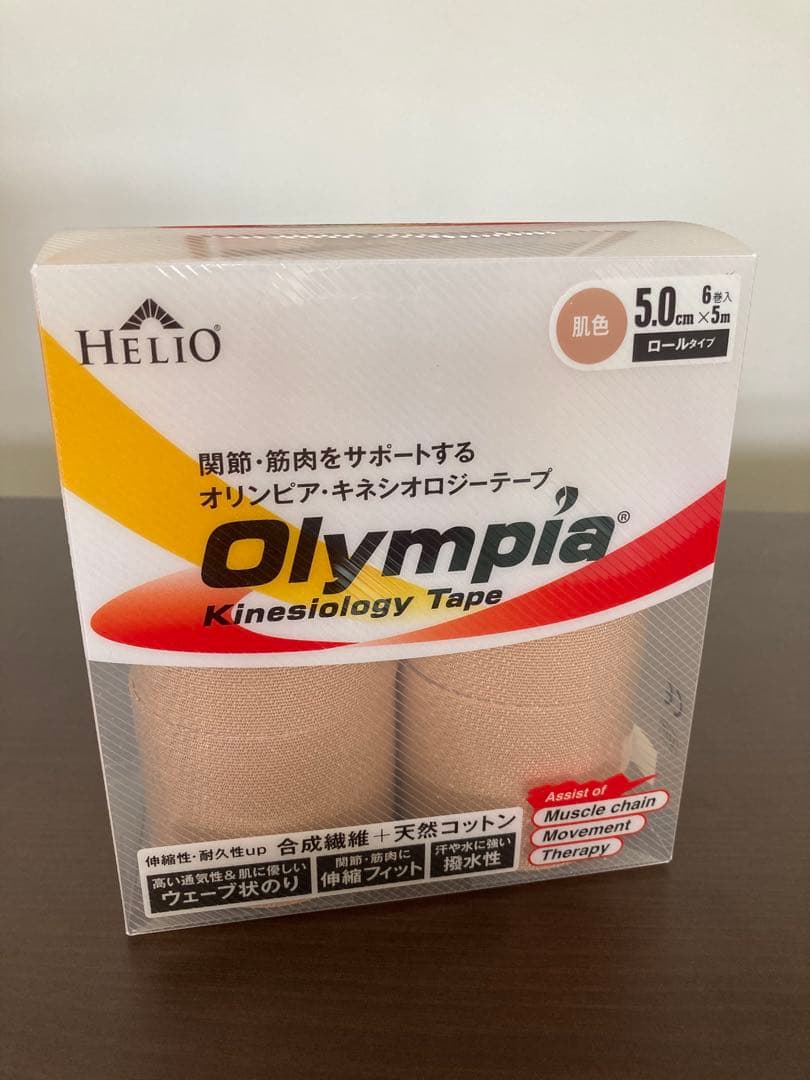 HELIO®
肌色
5.0cm×5m
6巻入
ロールタイプ
関節・筋肉をサポートする
オリンピア・キネシオロジーテープ
Olympia®
Kinesiology Tape
Assist of
Muscle chain
Movement
Therapy
伸縮性・耐久性up 合成繊維+天然コットン
高い通気性&肌に優しい
ウェーブ状のり
関節・筋肉に
伸縮フィット
汗や水に強い
撥水性